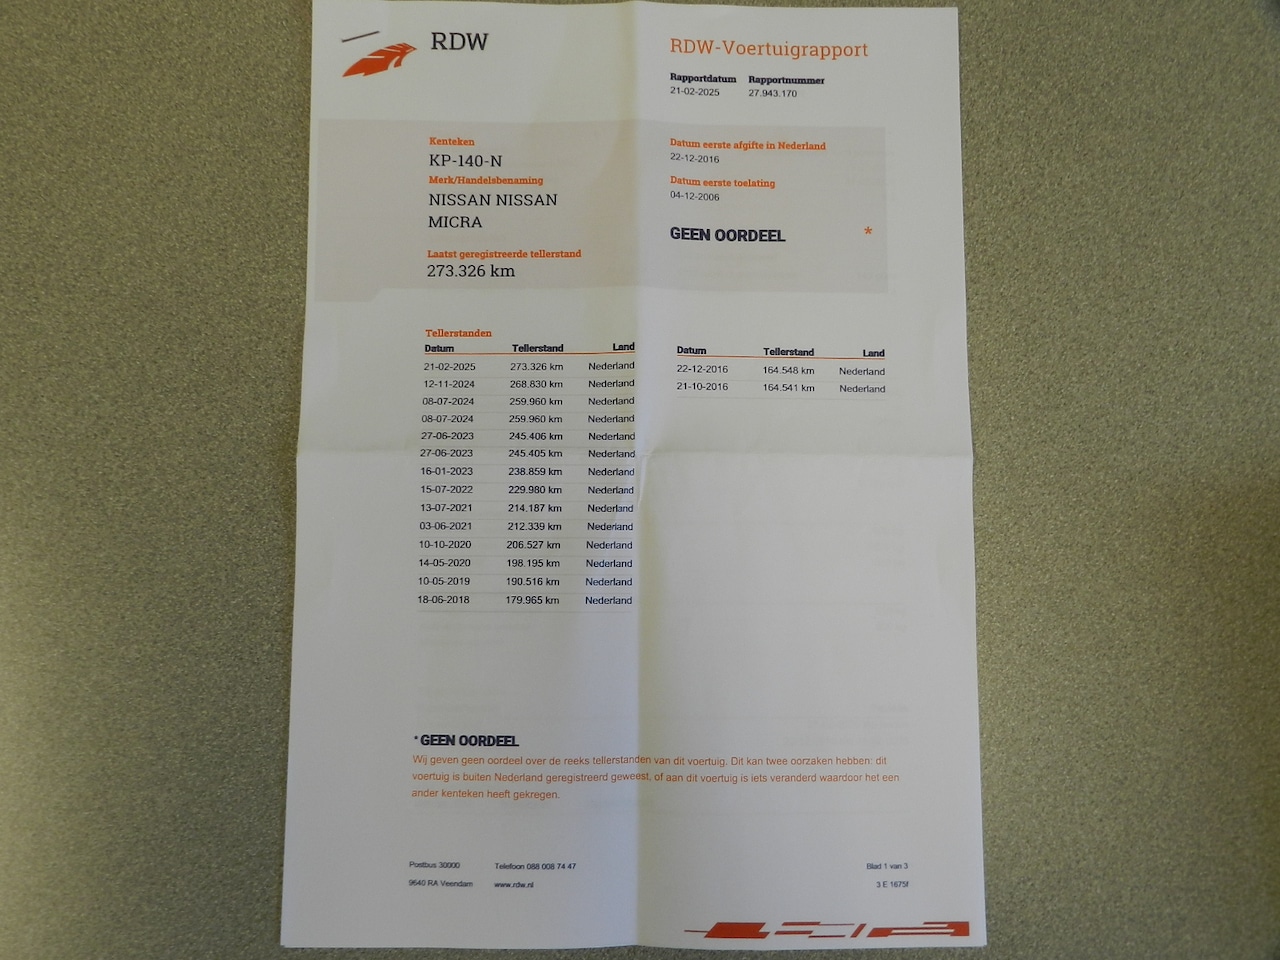 RDW
RDW-Voertuigrapport
Rapportdatum Rapportnummer
21-02-2025 27.943.170
Kenteken
KP-140-N
Merk/Handelsbenaming
NISSAN NISSAN
MICRA
Laatst geregistreerde tellerstand
273.326 km
Datum eerste afgifte in Nederland
22-12-2016
Datum eerste toelating
04-12-2006
GEEN OORDEEL *
Tellerstanden
Datum Tellerstand Land
21-02-2025 273.326 km Nederland
12-11-2024 268.830 km Nederland
08-07-2024 259.960 km Nederland
08-07-2024 259.960 km Nederland
27-06-2023 245.406 km Nederland
27-06-2023 245.405 km Nederland
16-01-2023 238.859 km Nederland
15-07-2022 229.980 km Nederland
13-07-2021 214.187 km Nederland
03-06-2021 212.339 km Nederland
10-10-2020 206.527 km Nederland
14-05-2020 198.195 km Nederland
10-05-2019 190.516 km Nederland
18-06-2018 179.965 km Nederland
Datum Tellerstand Land
22-12-2016 164.548 km Nederland
21-10-2016 164.541 km Nederland
* GEEN OORDEEL
Wij geven geen oordeel over de reeks tellerstanden van dit voertuig. Dit kan twee oorzaken hebben: dit
voertuig is buiten Nederland geregistreerd geweest, of aan dit voertuig is iets veranderd waardoor het een
ander kenteken heeft gekregen.
Postbus 30000 Telefoon 088 008 74 47 Blad 1 van 3
9640 RA Veendam www.rdw.nl 3 E 1675f